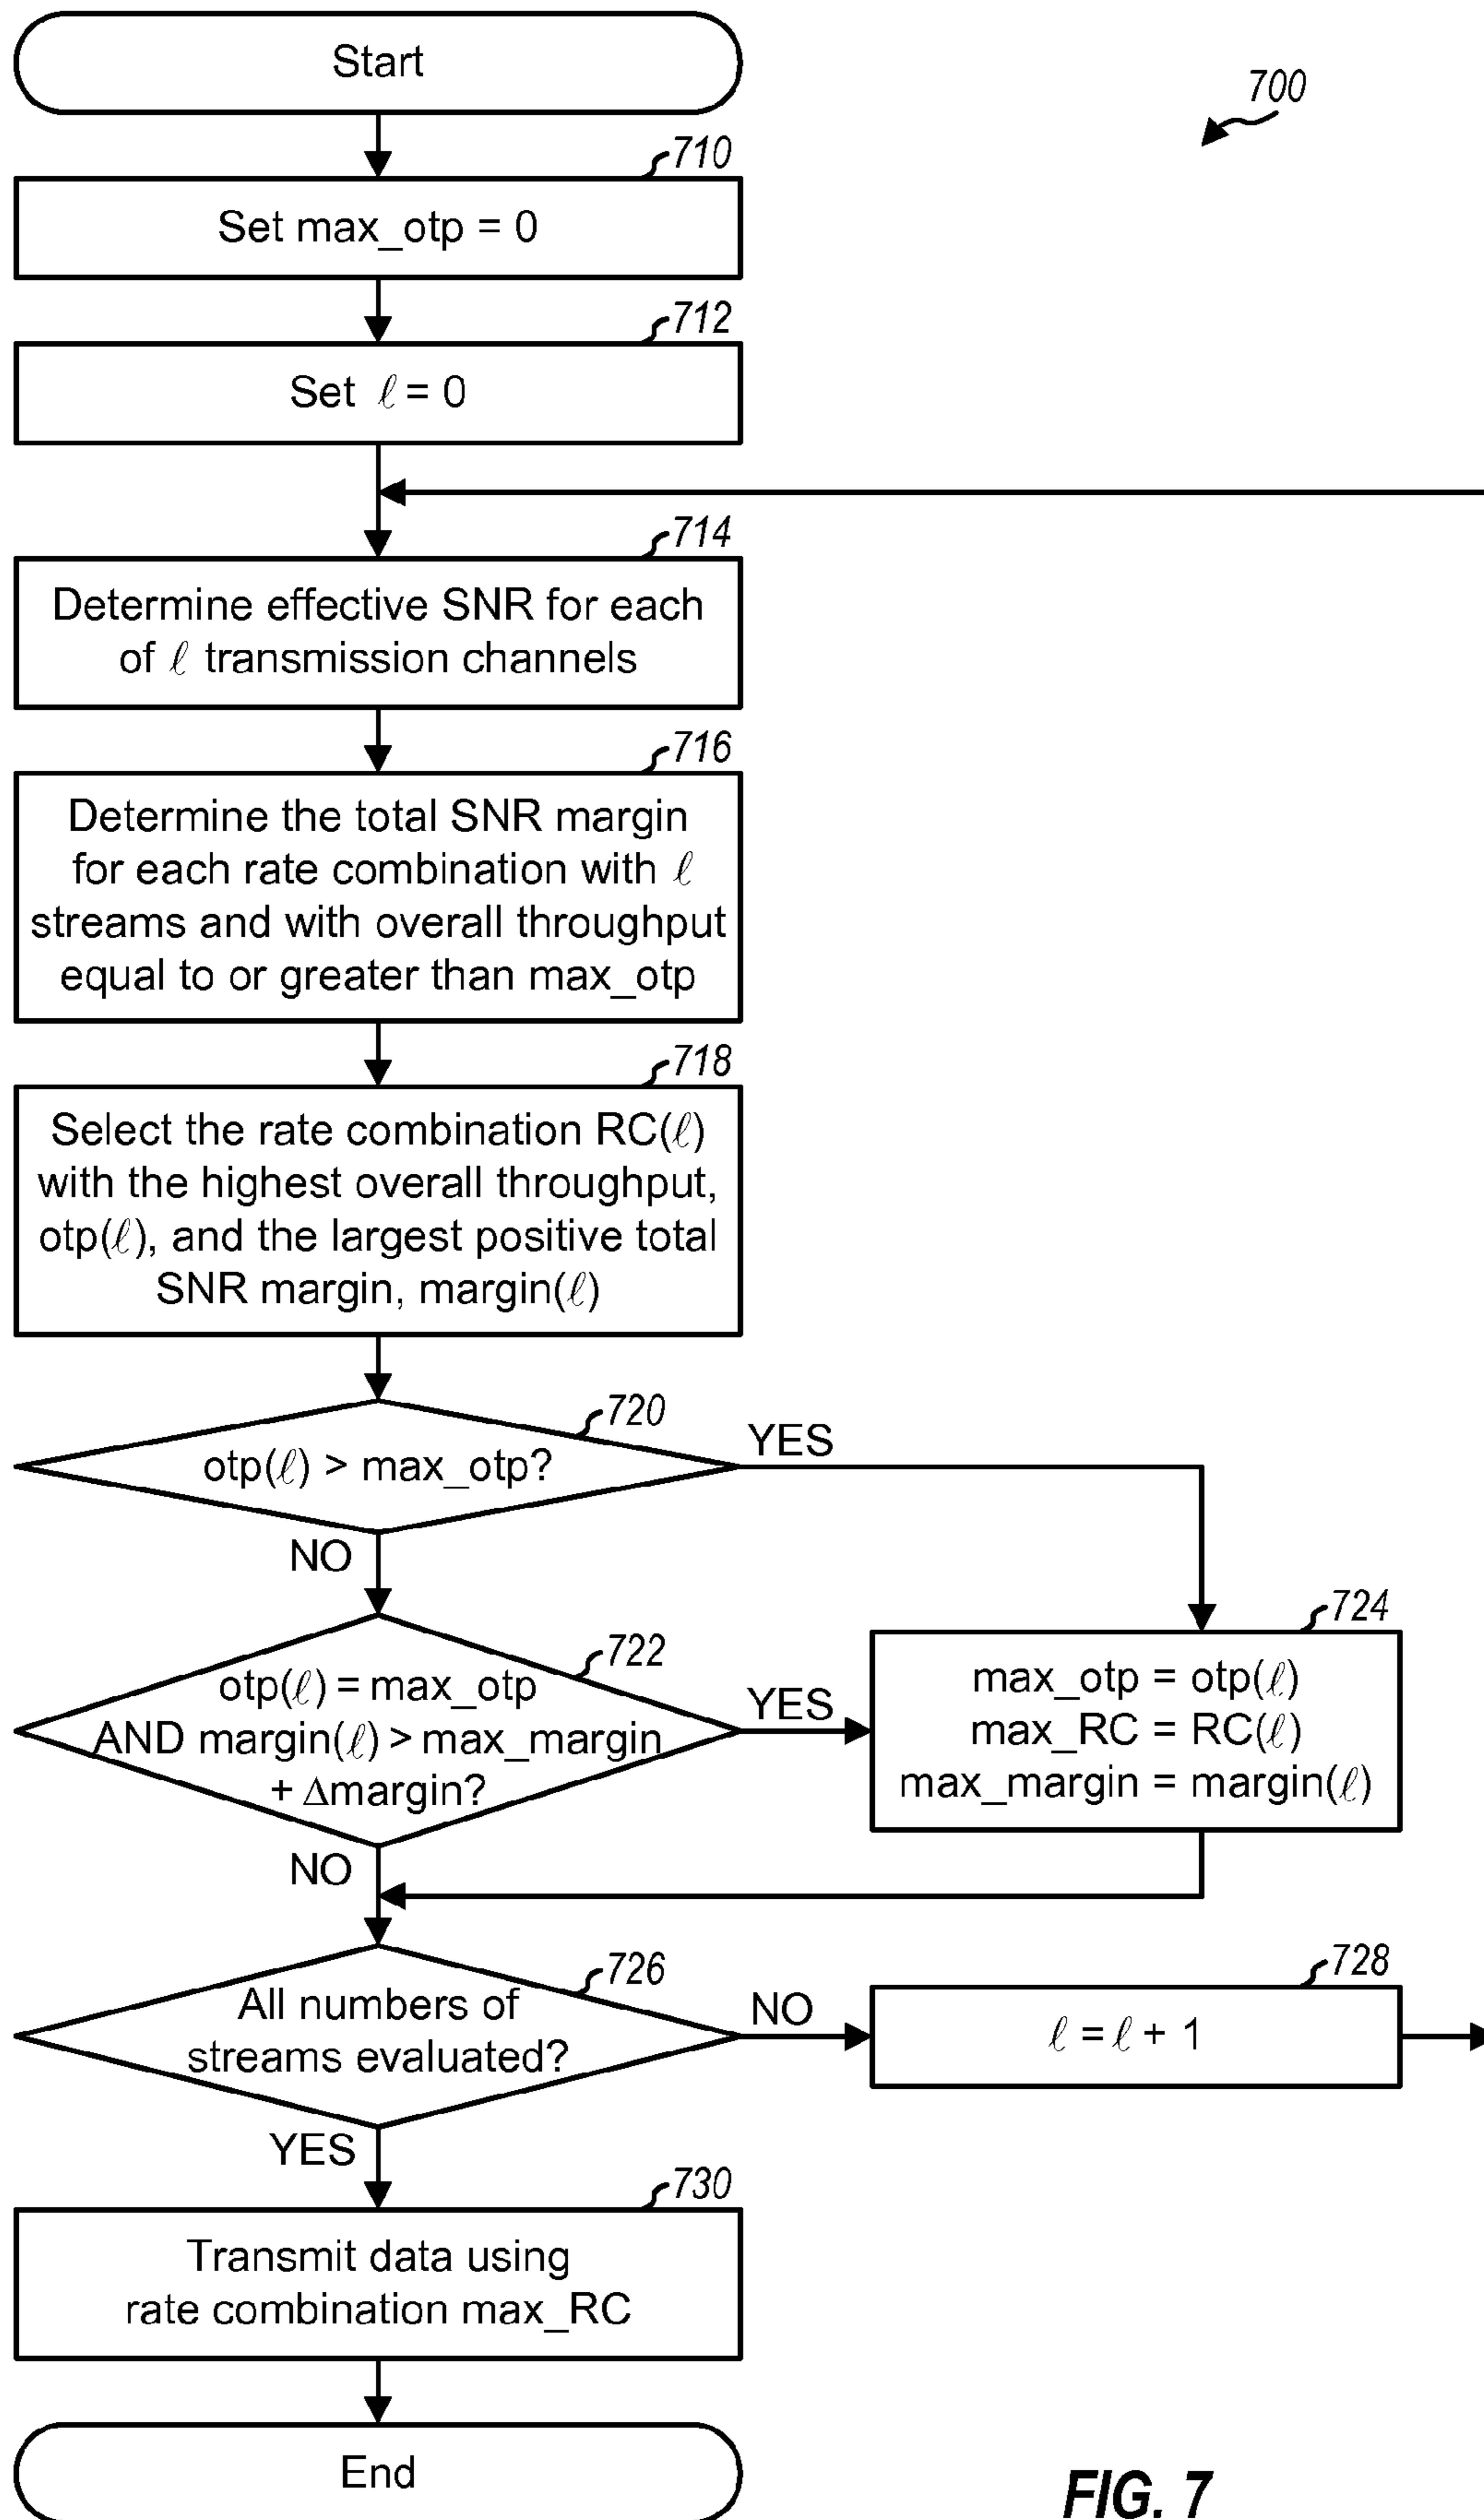 Start
700
710
Set max_otp = 0
712
Set ℓ = 0
714
Determine effective SNR for each
of ℓ transmission channels
716
Determine the total SNR margin
for each rate combination with ℓ
streams and with overall throughput
equal to or greater than max_otp
718
Select the rate combination RC(ℓ)
with the highest overall throughput,
otp(ℓ), and the largest positive total
SNR margin, margin(ℓ)
720
otp(ℓ) > max_otp?
YES
NO
722
otp(ℓ) = max_otp
AND margin(ℓ) > max_margin
+ Δmargin?
YES
NO
724
max_otp = otp(ℓ)
max_RC = RC(ℓ)
max_margin = margin(ℓ)
726
All numbers of
streams evaluated?
NO
YES
728
ℓ = ℓ + 1
730
Transmit data using
rate combination max_RC
End
FIG. 7